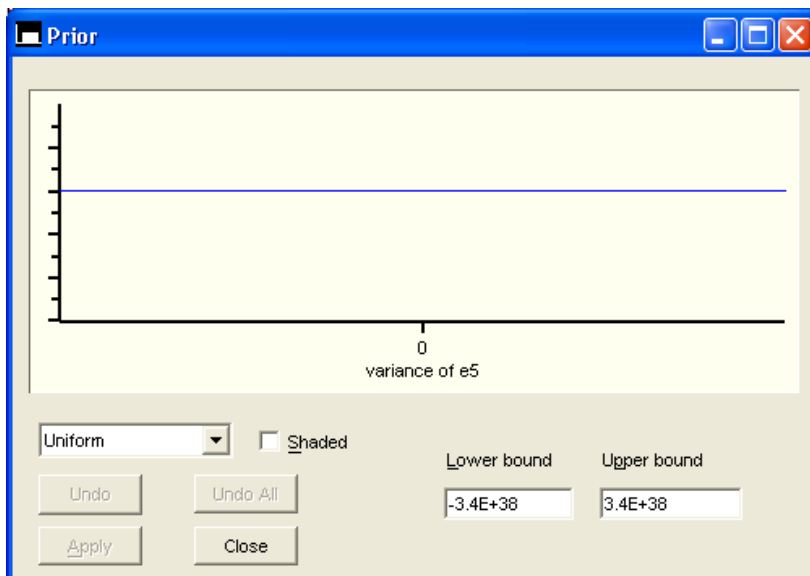 Prior
0
variance of e5
Uniform
Shaded
Lower bound
Upper bound
Undo
Undo All
-3.4E+38
3.4E+38
Apply
Close